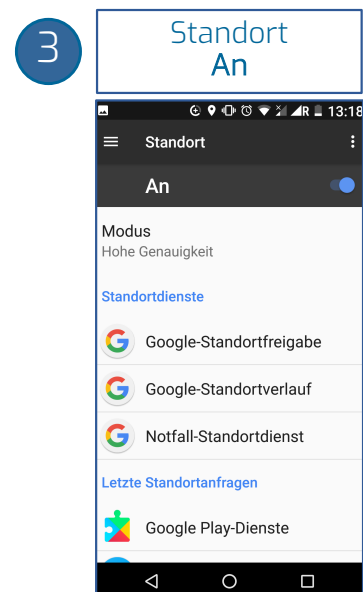 3
Standort
An
R 13:18
Standort
An
Modus
Hohe Genauigkeit
Standortdienste
Google-Standortfreigabe
Google-Standortverlauf
Notfall-Standortdienst
Letzte Standortanfragen
Google Play-Dienste